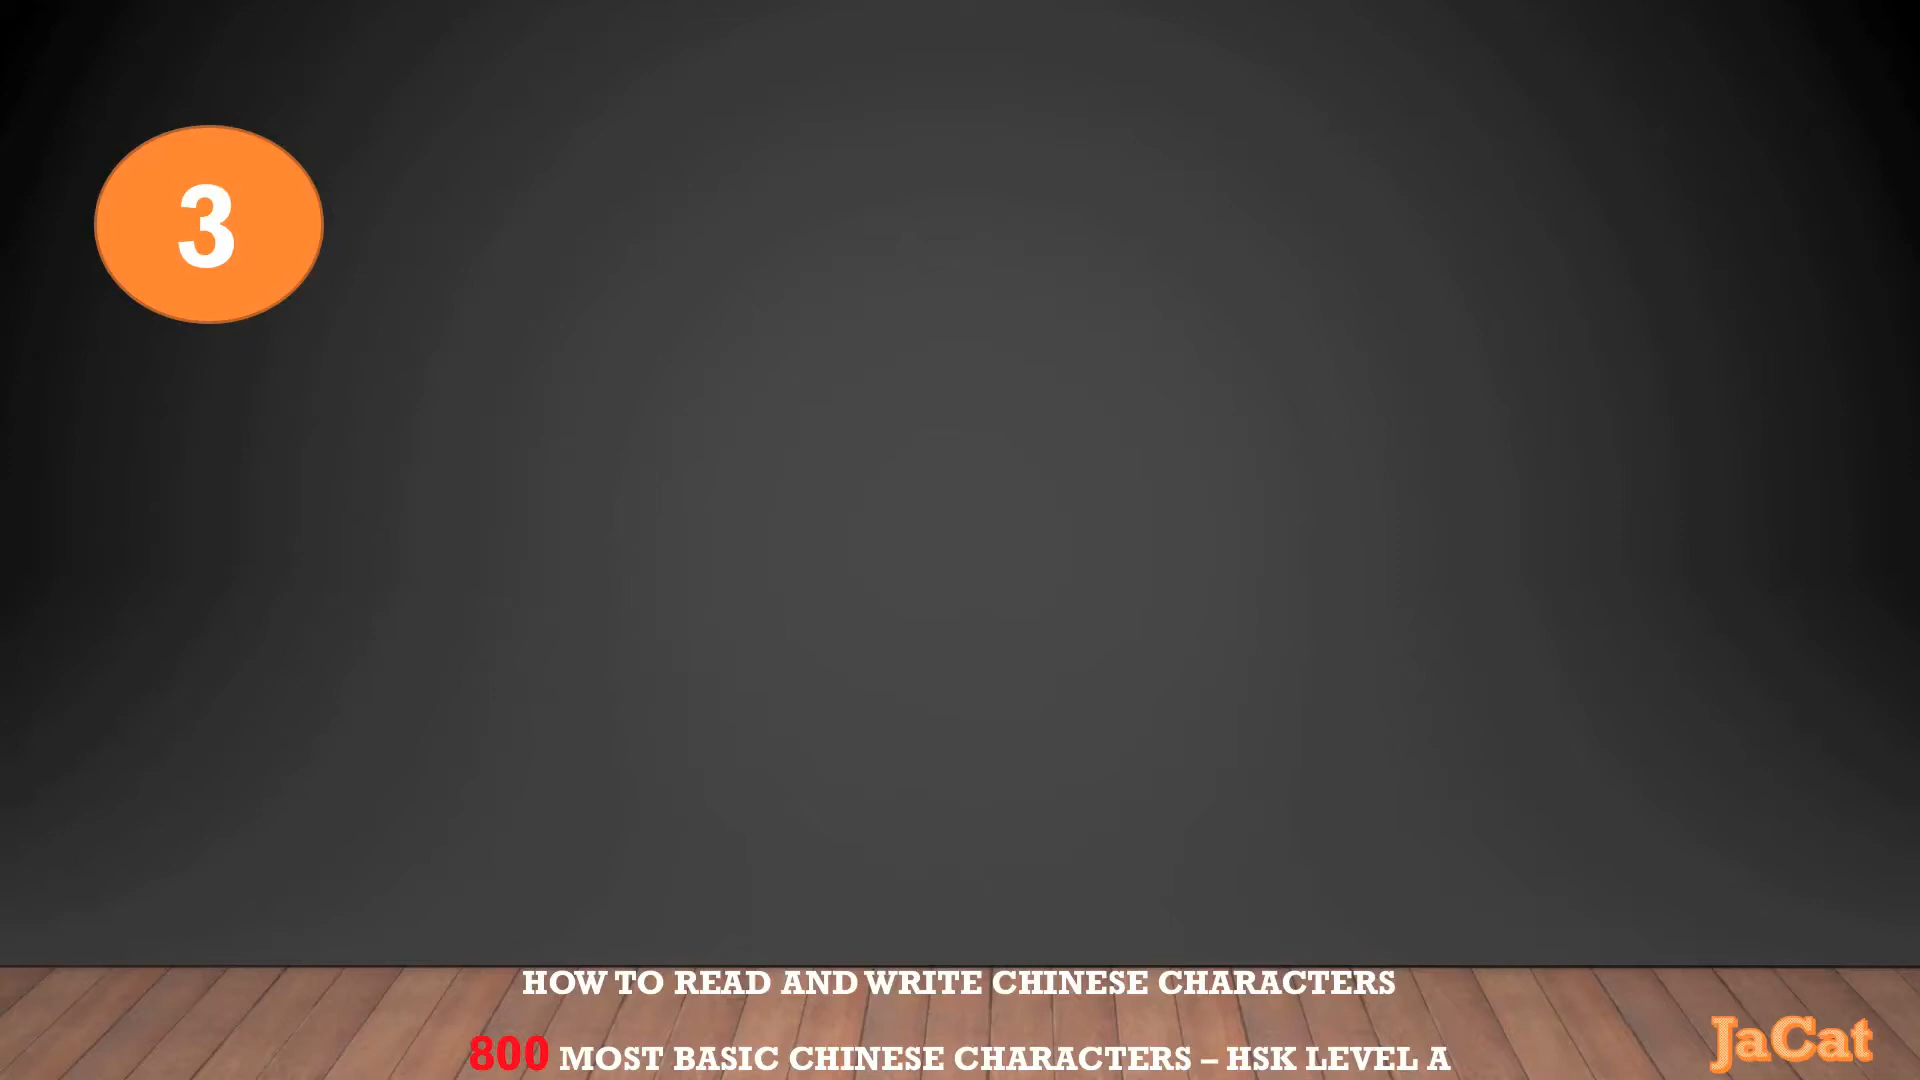 3
HOW TO READ AND WRITE CHINESE CHARACTERS
800 MOST BASIC CHINESE CHARACTERS – HSK LEVEL A
JaCat